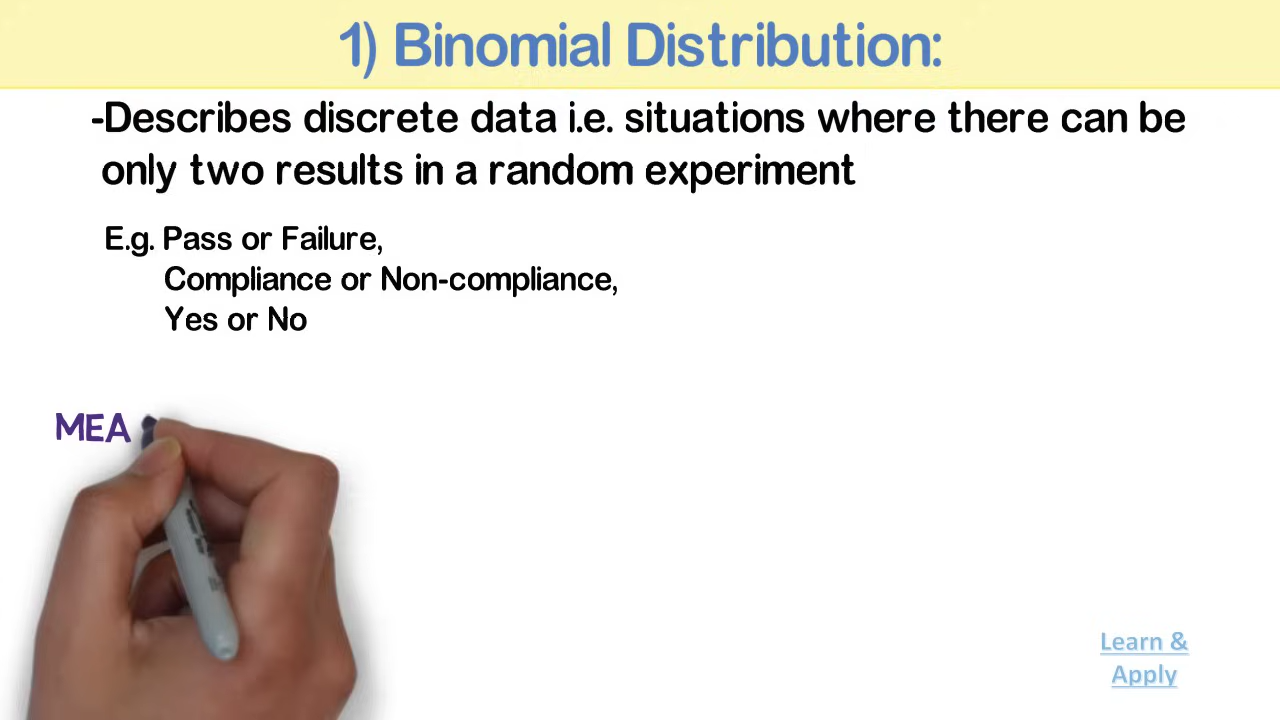 1) Binomial Distribution:
-Describes discrete data i.e. situations where there can be
only two results in a random experiment
E.g. Pass or Failure,
Compliance or Non-compliance,
Yes or No
MEA
Learn &
Apply